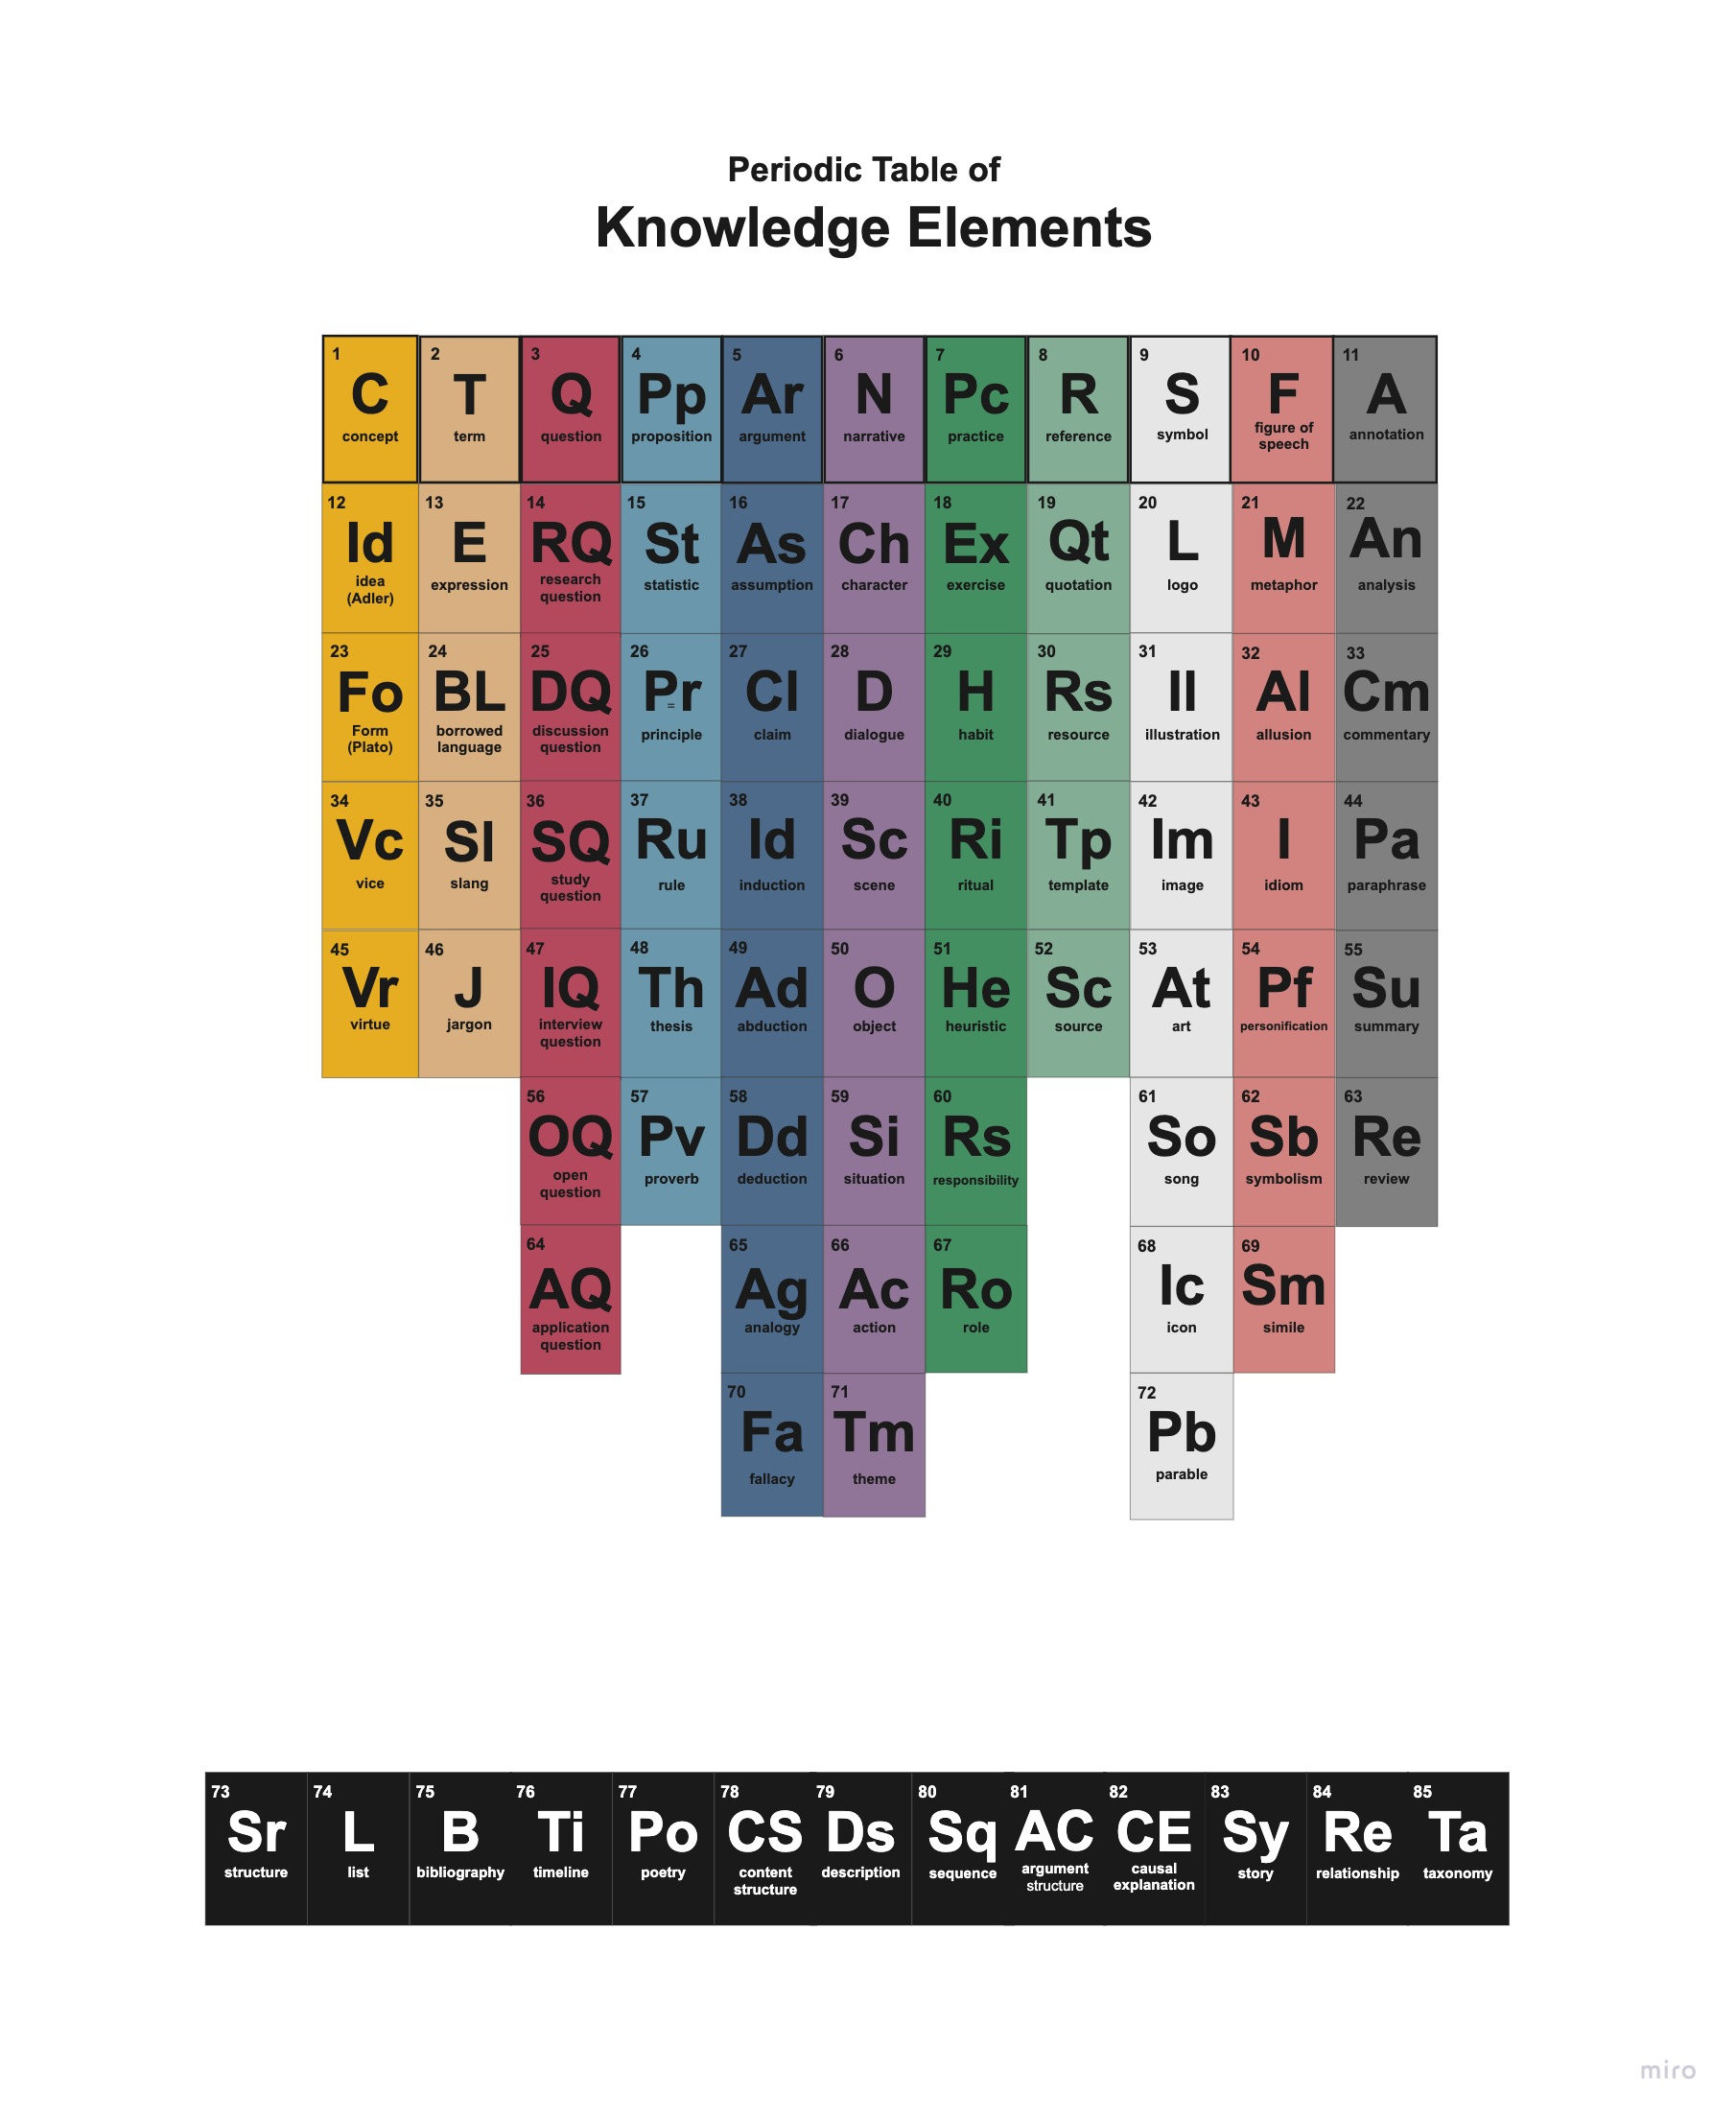 Periodic Table of
Knowledge Elements
1
C
concept
2
T
term
3
Q
question
4
Pp
proposition
5
Ar
argument
6
N
narrative
7
Pc
practice
8
R
reference
9
S
symbol
10
F
figure of
speech
11
A
annotation
12
Id
idea
(Adler)
13
E
expression
14
RQ
research
question
15
St
statistic
16
As
assumption
17
Ch
character
18
Ex
exercise
19
Qt
quotation
20
L
logo
21
M
metaphor
22
An
analysis
23
Fo
Form
(Plato)
24
BL
borrowed
language
25
DQ
discussion
question
26
Pr
=
principle
27
Cl
claim
28
D
dialogue
29
H
habit
30
Rs
resource
31
Il
illustration
32
Al
allusion
33
Cm
commentary
34
Vc
vice
35
Sl
slang
36
SQ
study
question
37
Ru
rule
38
Id
induction
39
Sc
scene
40
Ri
ritual
41
Tp
template
42
Im
image
43
I
idiom
44
Pa
paraphrase
45
Vr
virtue
46
J
jargon
47
IQ
interview
question
48
Th
thesis
49
Ad
abduction
50
O
object
51
He
heuristic
52
Sc
source
53
At
art
54
Pf
personification
55
Su
summary
56
OQ
open
question
57
Pv
proverb
58
Dd
deduction
59
Si
situation
60
Rs
responsibility
61
So
song
62
Sb
symbolism
63
Re
review
64
AQ
application
question
65
Ag
analogy
66
Ac
action
67
Ro
role
68
Ic
icon
69
Sm
simile
70
Fa
fallacy
71
Tm
theme
72
Pb
parable
73
Sr
structure
74
L
list
75
B
bibliography
76
Ti
timeline
77
Po
poetry
78
CS
content
structure
79
Ds
description
80
Sq
sequence
81
AC
argument
structure
82
CE
causal
explanation
83
Sy
story
84
Re
relationship
85
Ta
taxonomy
miro